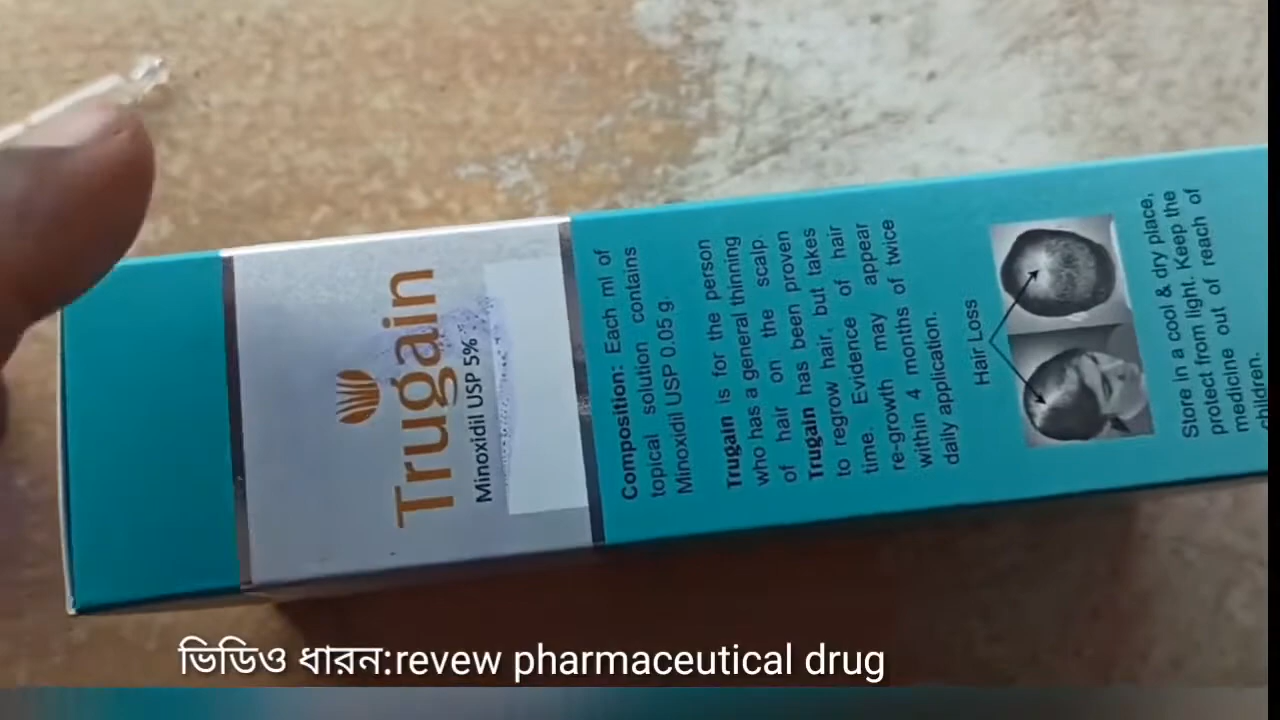 Trugain
Minoxidil USP 5%
Composition: Each ml of
topical solution contains
Minoxidil USP 0.05 g.
Trugain is for the person
who has a general thinning
of hair on the scalp.
Trugain has been proven
to regrow hair, but takes
time. Evidence of hair
re-growth may appear
within 4 months of twice
daily application.
Hair Loss
Store in a cool & dry place,
protect from light. Keep the
medicine out of reach of
children.
ভিডিও ধারন:revew pharmaceutical drug